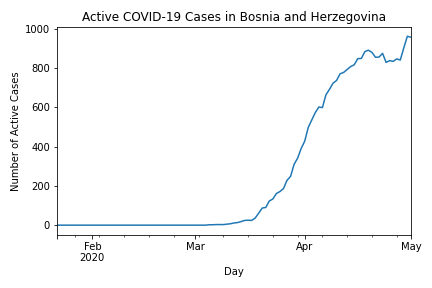 Active COVID-19 Cases in Bosnia and Herzegovina
Number of Active Cases
1000
800
600
400
200
0
Feb
2020
Mar
Apr
May
Day